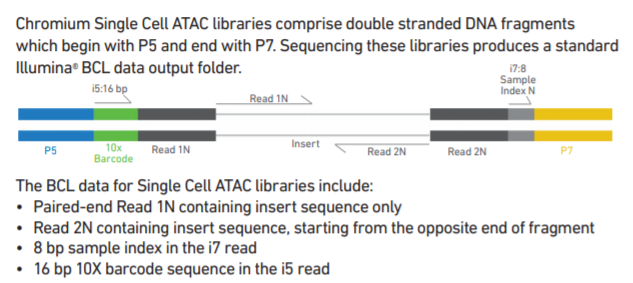 Chromium Single Cell ATAC libraries comprise double stranded DNA fragments
which begin with P5 and end with P7. Sequencing these libraries produces a standard
Illumina® BCL data output folder.
i7:8
Sample
Index N
i5:16 bp
Read 1N
P5
10x
Barcode
Read 1N
Insert
Read 2N
Read 2N
P7
The BCL data for Single Cell ATAC libraries include:
• Paired-end Read 1N containing insert sequence only
• Read 2N containing insert sequence, starting from the opposite end of fragment
• 8 bp sample index in the i7 read
• 16 bp 10X barcode sequence in the i5 read